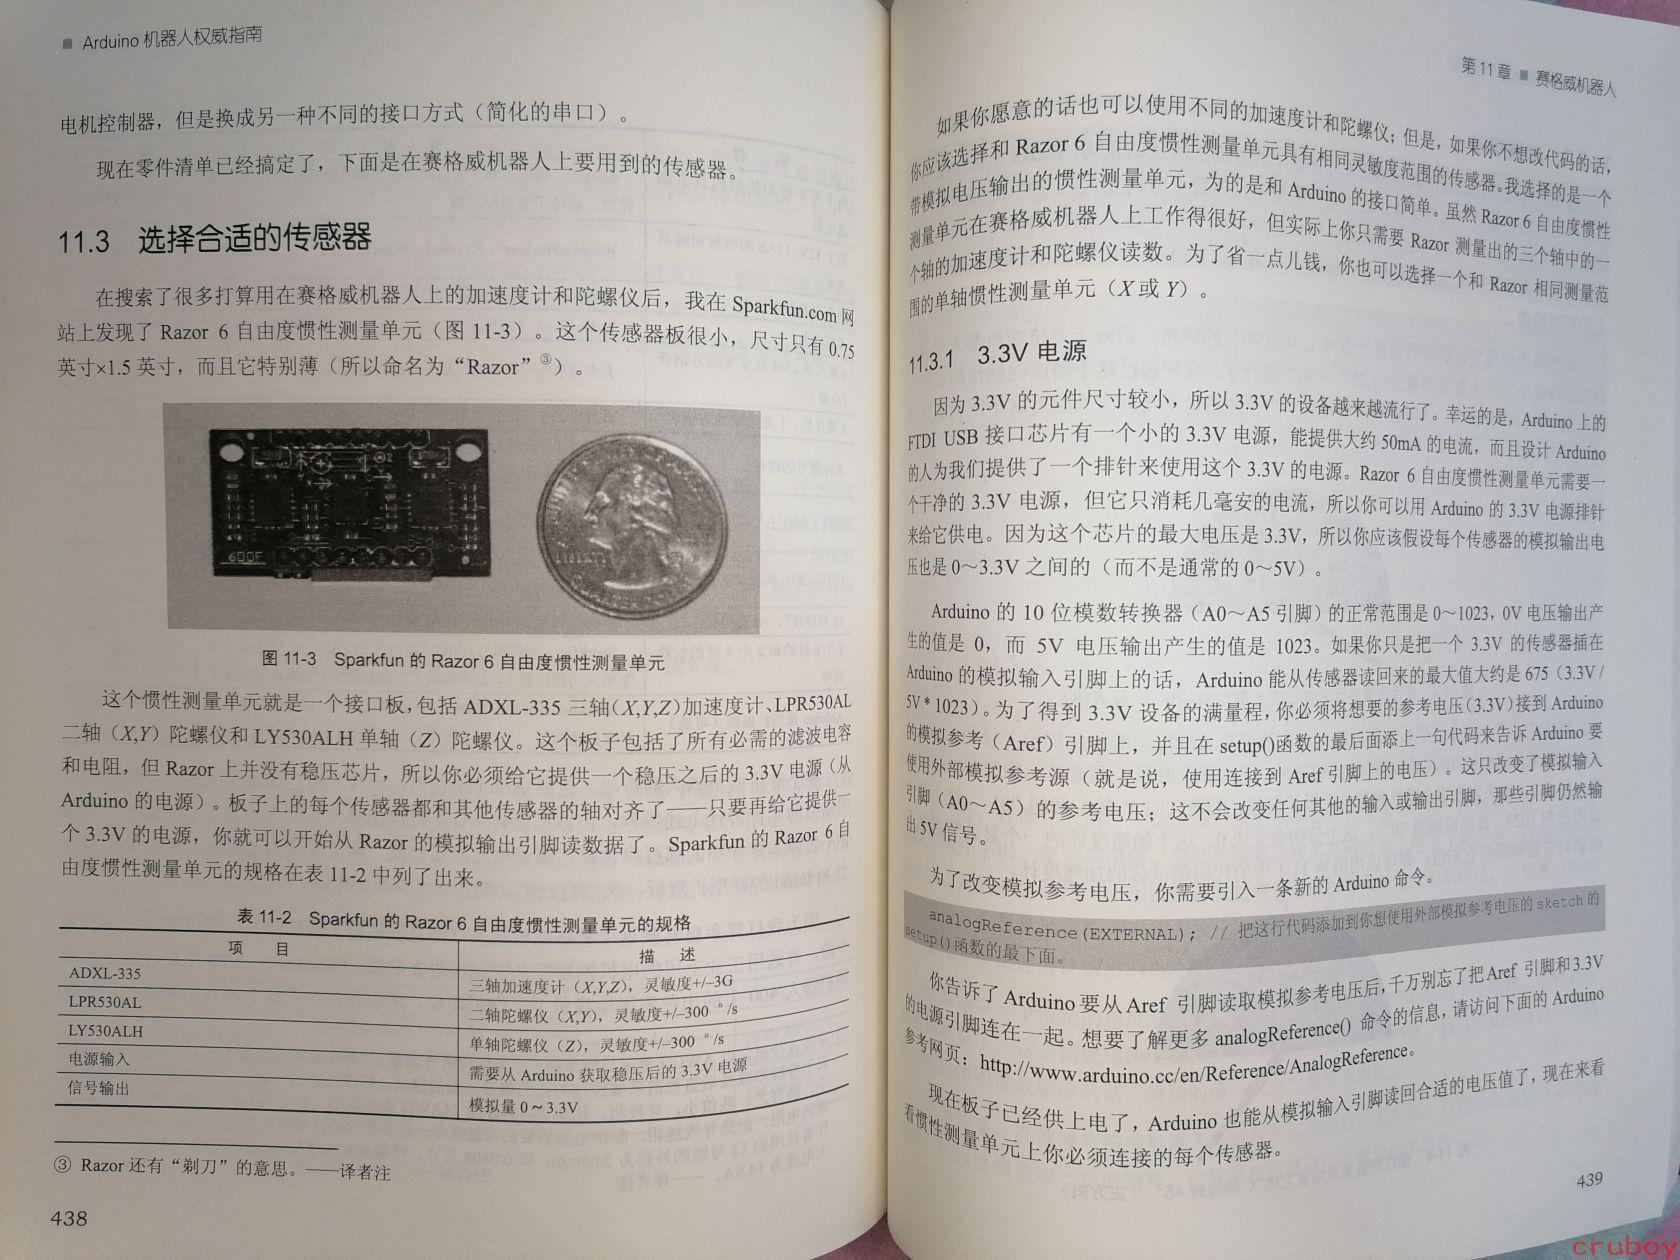 ■ Arduino 机器人权威指南
电机控制器，但是换成另一种不同的接口方式（简化的串口）。
现在零件清单已经搞定了，下面是在赛格威机器人上要用到的传感器。
11.3 选择合适的传感器
在搜索了很多打算用在赛格威机器人上的加速度计和陀螺仪后，我在 Sparkfun.com 网
站上发现了 Razor 6 自由度惯性测量单元（图 11-3）。这个传感器板很小，尺寸只有 0.75
英寸×1.5 英寸，而且它特别薄（所以命名为“Razor”③）。
6DOF
图 11-3 Sparkfun 的 Razor 6 自由度惯性测量单元
这个惯性测量单元就是一个接口板，包括 ADXL-335 三轴（X,Y,Z）加速度计、LPR530AL
二轴（X,Y）陀螺仪和 LY530ALH 单轴（Z）陀螺仪。这个板子包括了所有必需的滤波电容
和电阻，但 Razor 上并没有稳压芯片，所以你必须给它提供一个稳压之后的 3.3V 电源（从
Arduino 的电源）。板子上的每个传感器都和其他传感器的轴对齐了——只要再给它提供一
个 3.3V 的电源，你就可以开始从 Razor 的模拟输出引脚读数据了。Sparkfun 的 Razor 6 自
由度惯性测量单元的规格在表 11-2 中列了出来。
表 11-2 Sparkfun 的 Razor 6 自由度惯性测量单元的规格
项 目 描 述
ADXL-335 三轴加速度计（X,Y,Z），灵敏度+/–3G
LPR530AL 二轴陀螺仪（X,Y），灵敏度+/–300 °/s
LY530ALH 单轴陀螺仪（Z），灵敏度+/–300 °/s
电源输入 需要从 Arduino 获取稳压后的 3.3V 电源
信号输出 模拟量 0～3.3V
③ Razor 还有“剃刀”的意思。——译者注
438
第 11 章 ■ 赛格威机器人
如果你愿意的话也可以使用不同的加速度计和陀螺仪；但是，如果你不想改代码的话，
你应该选择和 Razor 6 自由度惯性测量单元具有相同灵敏度范围的传感器。我选择的是一个
带模拟电压输出的惯性测量单元，为的是和 Arduino 的接口简单。虽然 Razor 6 自由度惯性
测量单元在赛格威机器人上工作得很好，但实际上你只需要 Razor 测量出的三个轴中的一
个轴的加速度计和陀螺仪读数。为了省一点儿钱，你也可以选择一个和 Razor 相同测量范
围的单轴惯性测量单元（X 或 Y）。
11.3.1 3.3V 电源
因为 3.3V 的元件尺寸较小，所以 3.3V 的设备越来越流行了。幸运的是，Arduino 上的
FTDI USB 接口芯片有一个小的 3.3V 电源，能提供大约 50mA 的电流，而且设计 Arduino
的人为我们提供了一个排针来使用这个 3.3V 的电源。Razor 6 自由度惯性测量单元需要一
个干净的 3.3V 电源，但它只消耗几毫安的电流，所以你可以用 Arduino 的 3.3V 电源排针
来给它供电。因为这个芯片的最大电压是 3.3V，所以你应该假设每个传感器的模拟输出电
压也是 0～3.3V 之间的（而不是通常的 0～5V）。
Arduino 的 10 位模数转换器（A0～A5 引脚）的正常范围是 0～1023，0V 电压输出产
生的值是 0，而 5V 电压输出产生的值是 1023。如果你只是把一个 3.3V 的传感器插在
Arduino 的模拟输入引脚上的话，Arduino 能从传感器读回来的最大值大约是 675（3.3V /
5V * 1023）。为了得到 3.3V 设备的满量程，你必须将想要的参考电压（3.3V）接到 Arduino
的模拟参考（Aref）引脚上，并且在 setup()函数的最后面添上一句代码来告诉 Arduino 要
使用外部模拟参考源（就是说，使用连接到 Aref 引脚上的电压）。这只改变了模拟输入
引脚（A0～A5）的参考电压；这不会改变任何其他的输入或输出引脚，那些引脚仍然输
出 5V 信号。
为了改变模拟参考电压，你需要引入一条新的 Arduino 命令。
analogReference(EXTERNAL); // 把这行代码添加到你想使用外部模拟参考电压的 sketch 的
setup()函数的最下面。
你告诉了 Arduino 要从 Aref 引脚读取模拟参考电压后，千万别忘了把 Aref 引脚和 3.3V
的电源引脚连在一起。想要了解更多 analogReference() 命令的信息，请访问下面的 Arduino
参考网页：http://www.arduino.cc/en/Reference/AnalogReference。
现在板子已经供上电了，Arduino 也能从模拟输入引脚读回合适的电压值了，现在来看
看惯性测量单元上你必须连接的每个传感器。
439
cruboy